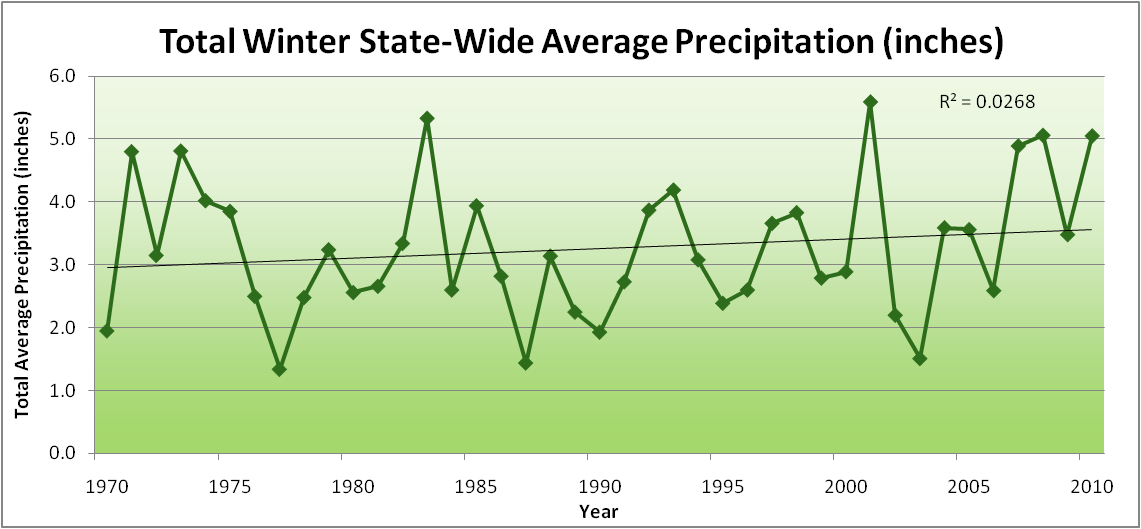 Total Winter State-Wide Average Precipitation (inches)
R² = 0.0268
Total Average Precipitation (inches)
6.0
5.0
4.0
3.0
2.0
1.0
0.0
1970 1975 1980 1985 1990 1995 2000 2005 2010
Year